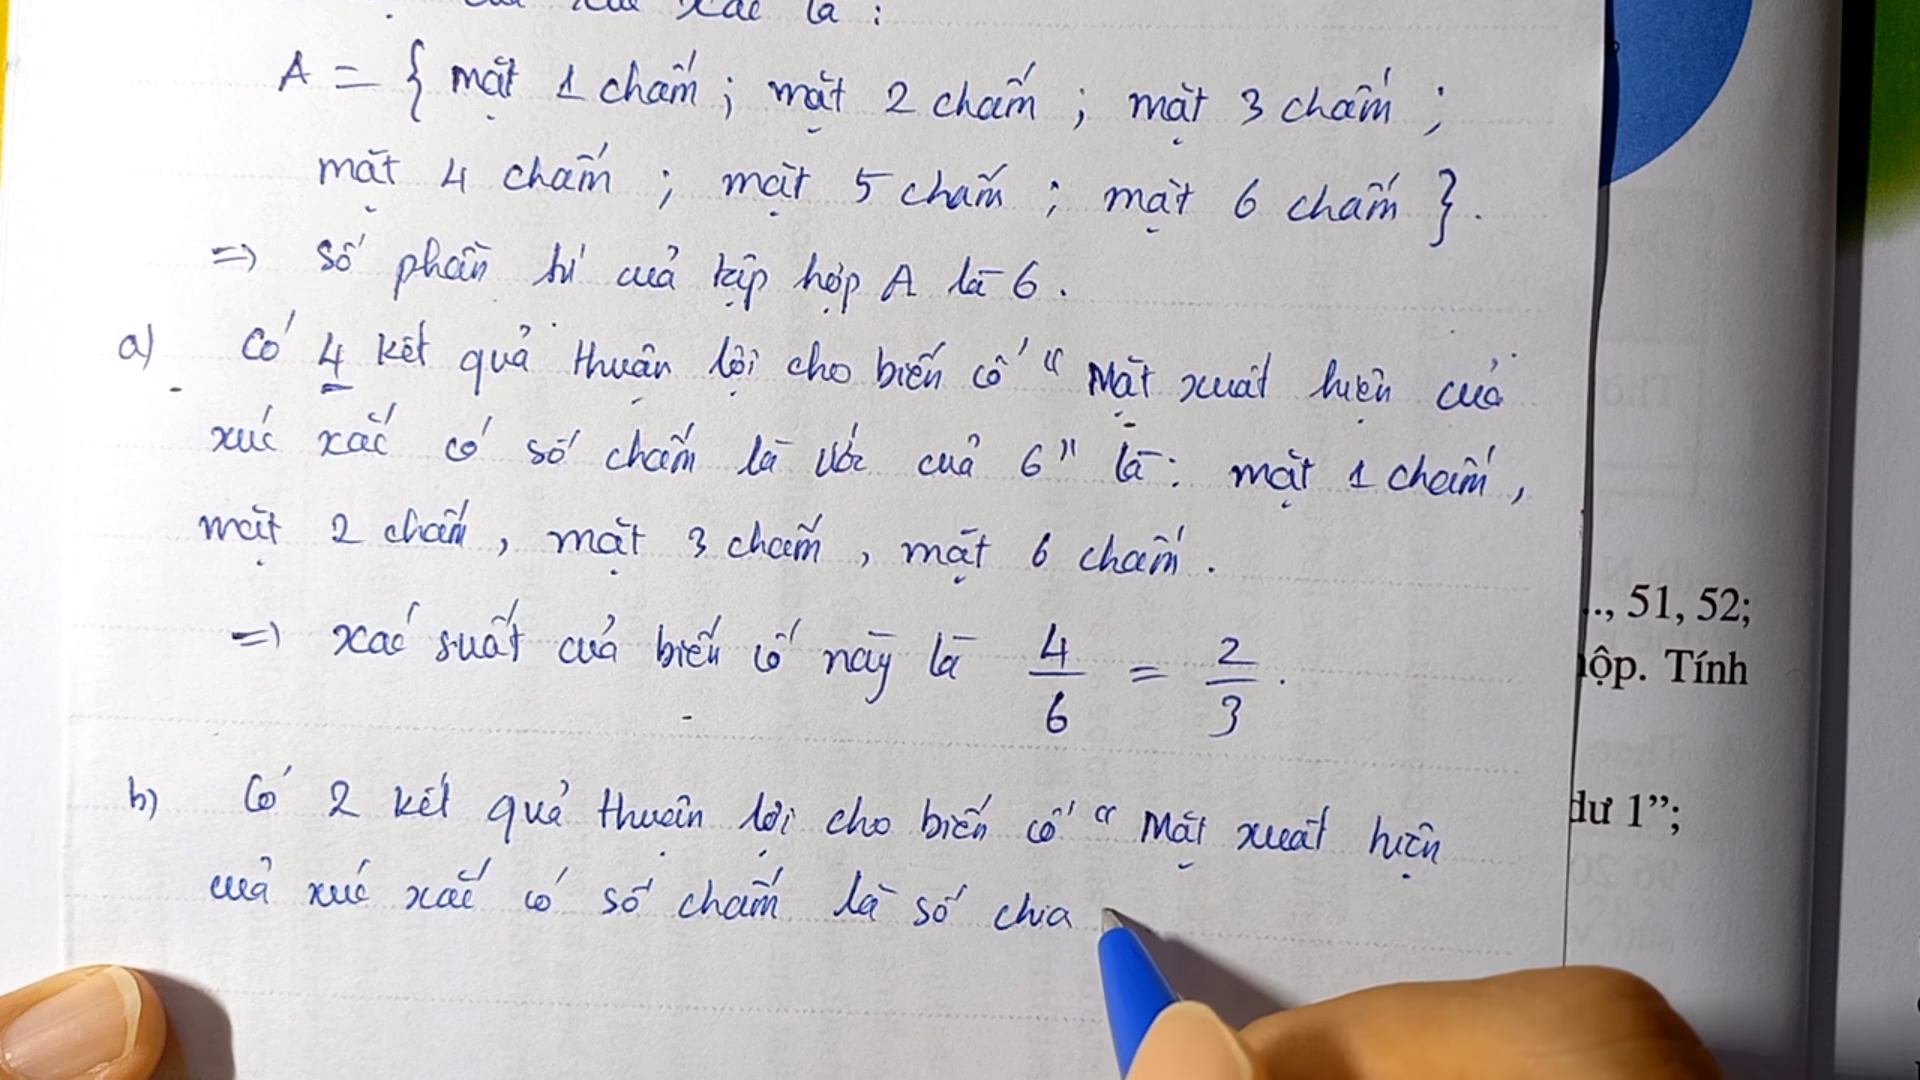 xúc xắc là :
A = { mặt 1 chấm ; mặt 2 chấm ; mặt 3 chấm ;
mặt 4 chấm ; mặt 5 chấm ; mặt 6 chấm } .
=> số phần tử của tập hợp A là 6 .
a) Có 4 kết quả thuận lợi cho biến cố " Mặt xuất hiện của
xúc xắc có số chấm là ước của 6 " là : mặt 1 chấm ,
mặt 2 chấm , mặt 3 chấm , mặt 6 chấm .
=> xác suất của biến cố này là 4/6 = 2/3 .
b) Có 2 kết quả thuận lợi cho biến cố " Mặt xuất hiện
của xúc xắc có số chấm là số chia
51, 52;
Tính
dư 1”;